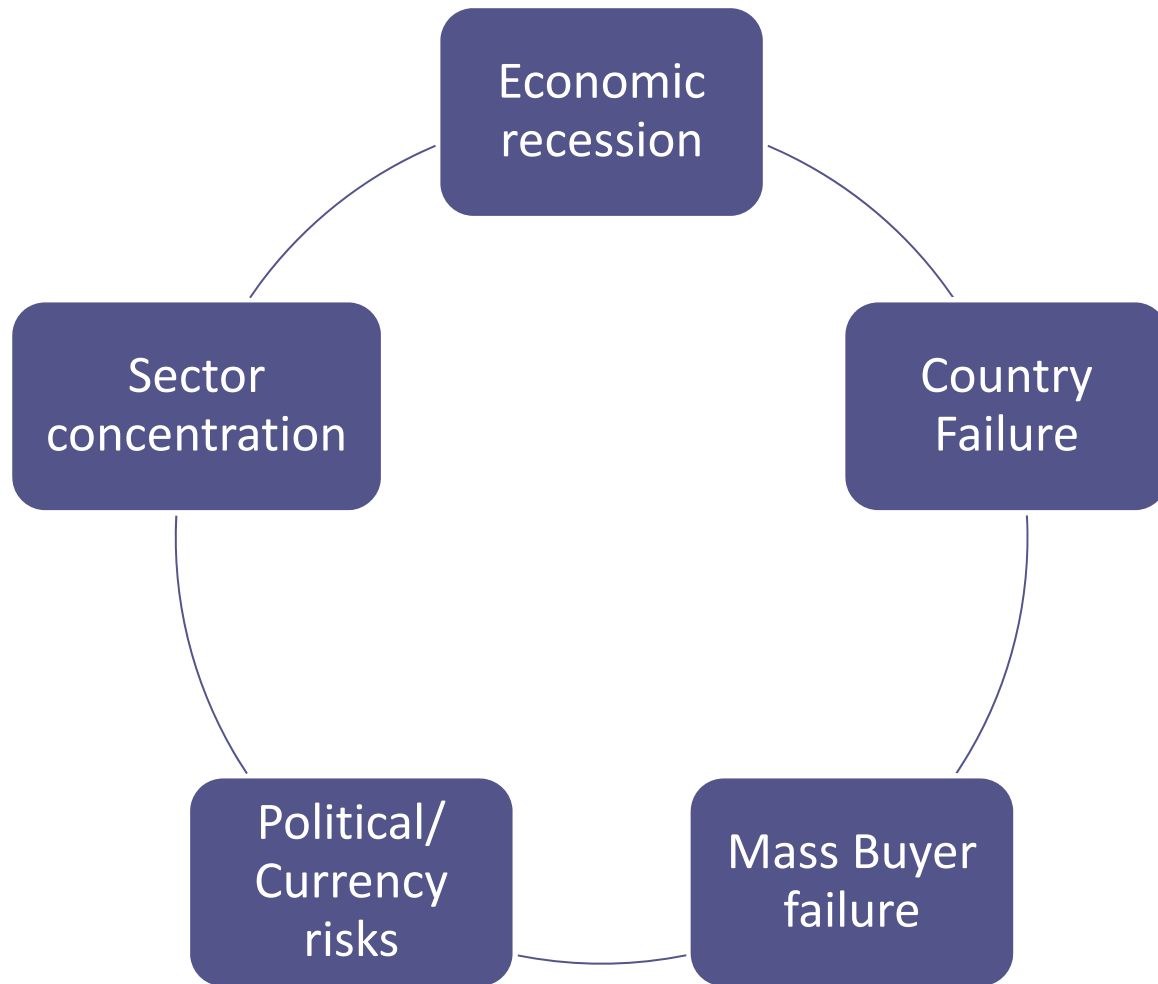 Economic
recession
Country
Failure
Mass Buyer
failure
Political/
Currency
risks
Sector
concentration